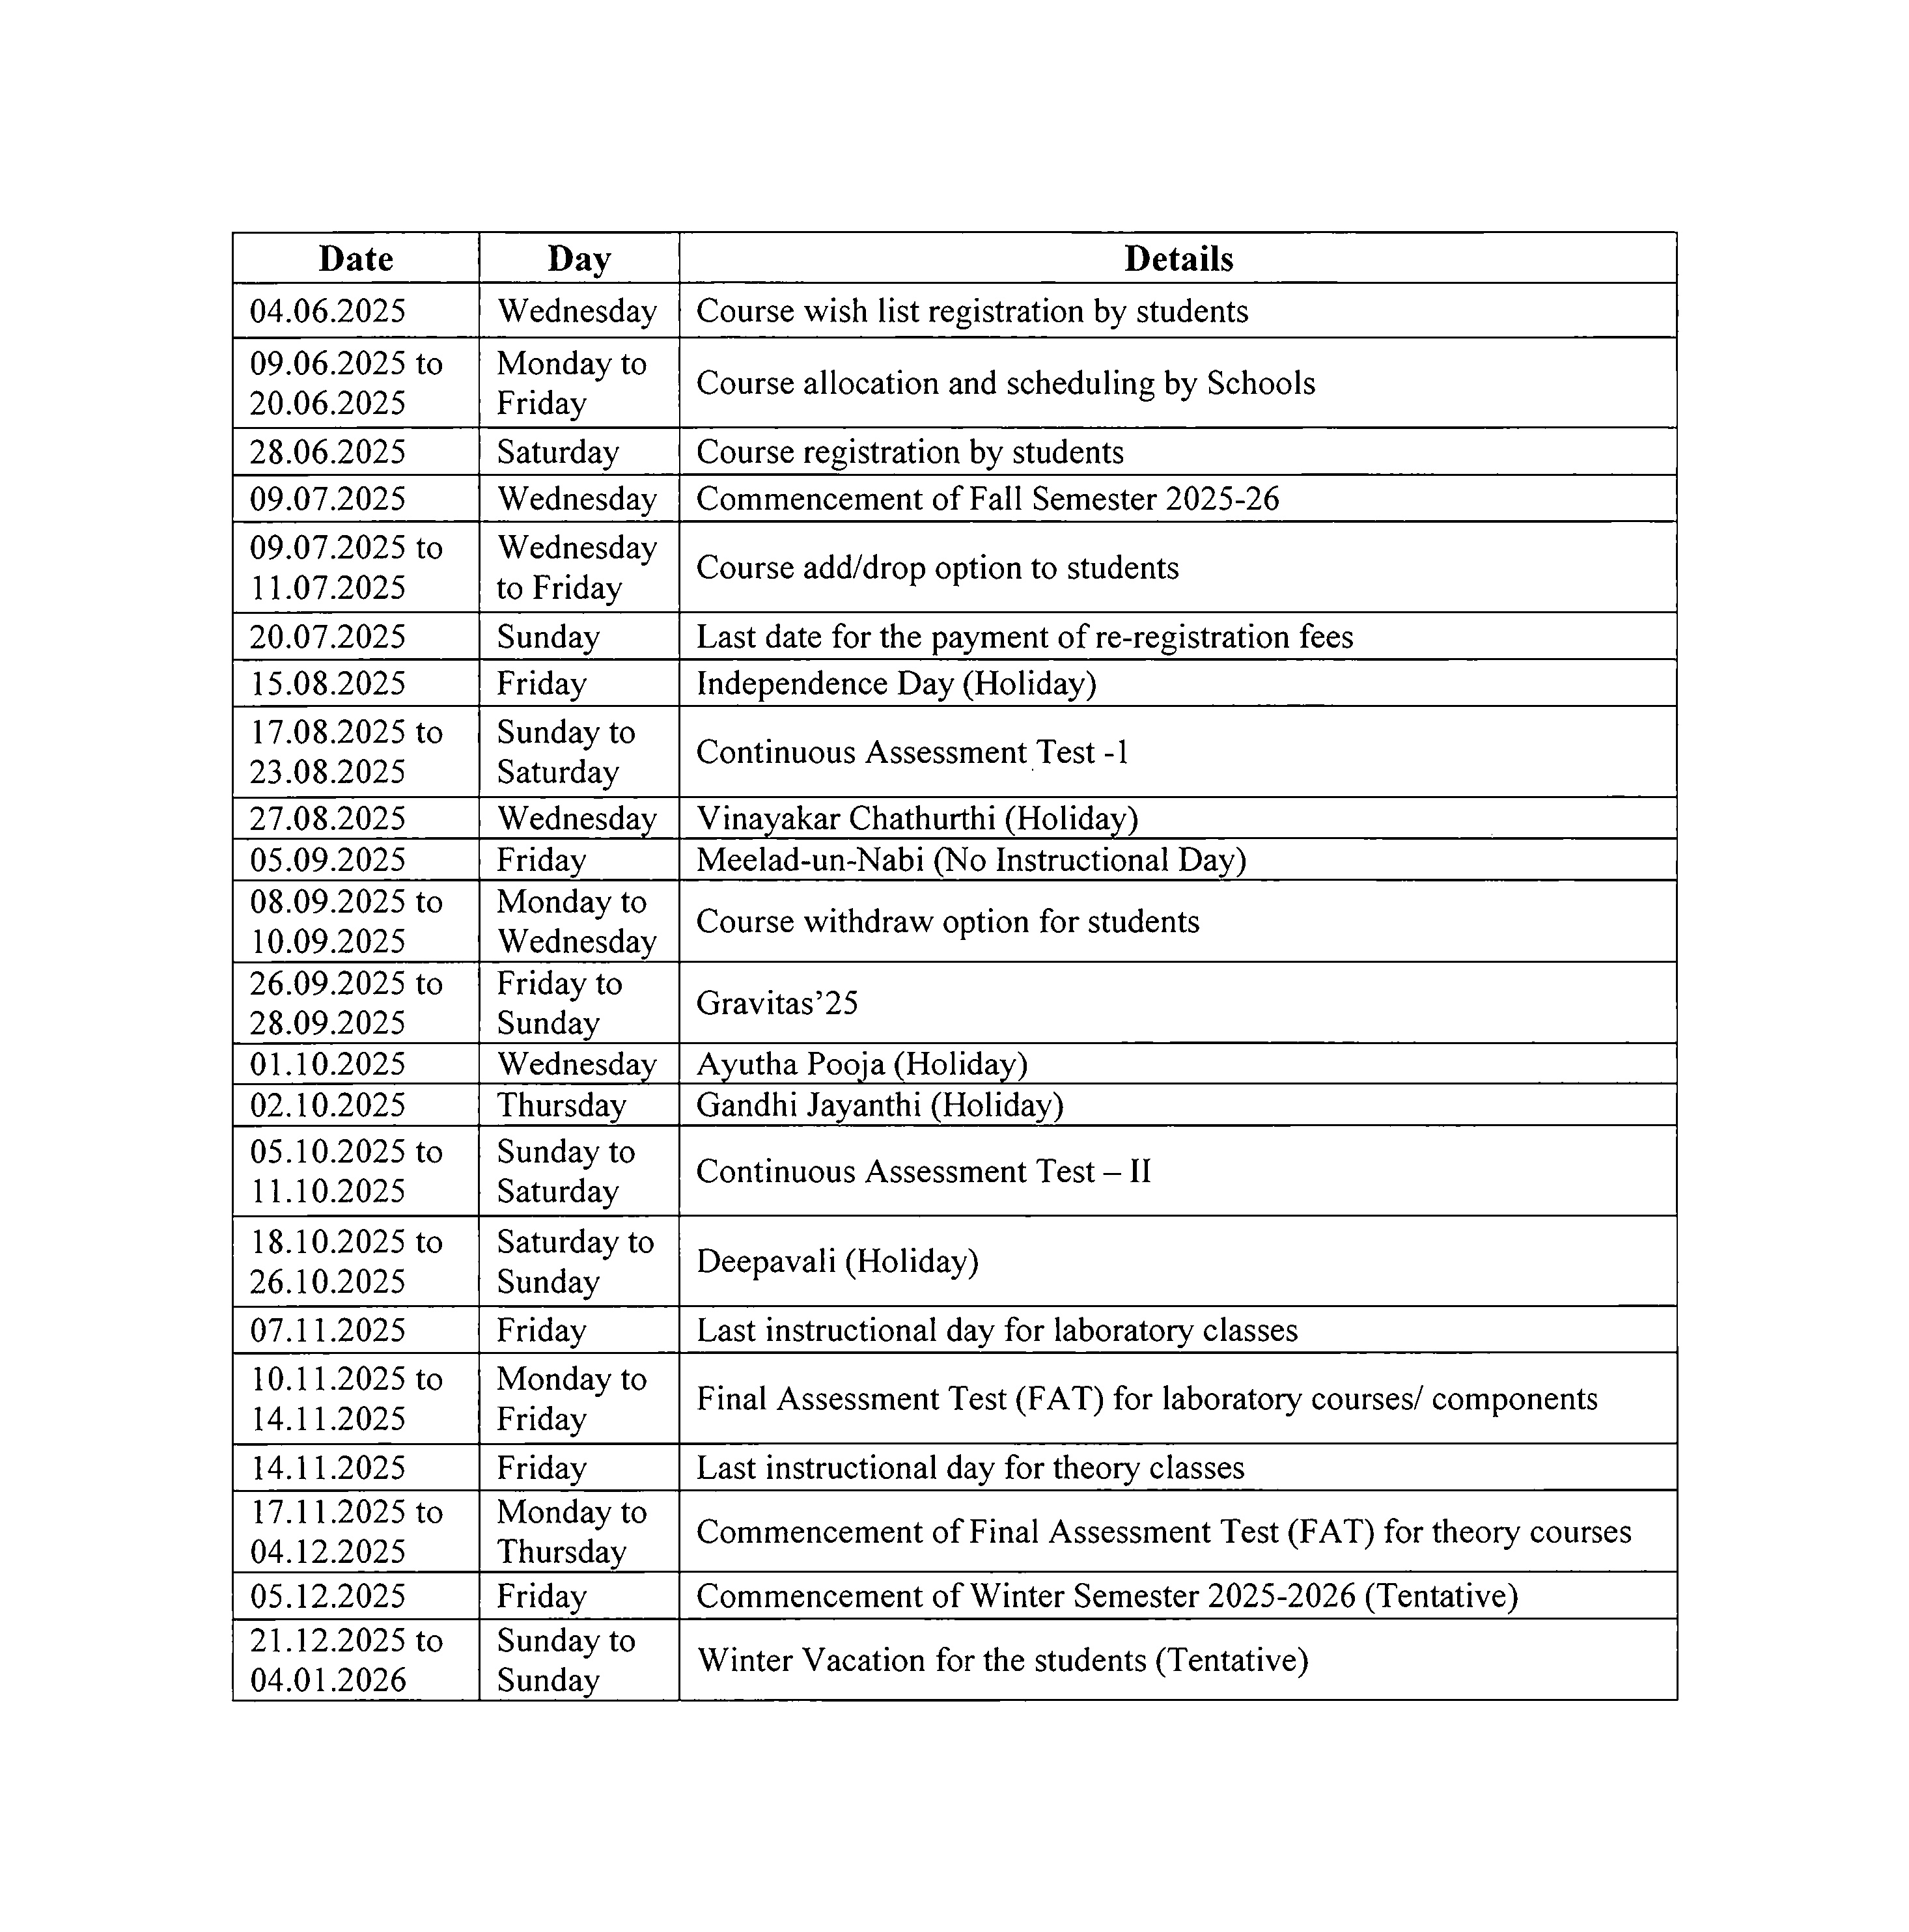 Date Day Details
04.06.2025 Wednesday Course wish list registration by students
09.06.2025 to Monday to
20.06.2025 Friday
Course allocation and scheduling by Schools
28.06.2025 Saturday Course registration by students
09.07.2025 Wednesday Commencement of Fall Semester 2025-26
09.07.2025 to Wednesday
11.07.2025 to Friday
Course add/drop option to students
20.07.2025 Sunday Last date for the payment of re-registration fees
15.08.2025 Friday Independence Day (Holiday)
17.08.2025 to Sunday to
23.08.2025 Saturday
Continuous Assessment Test -1
27.08.2025 Wednesday Vinayakar Chathurthi (Holiday)
05.09.2025 Friday Meelad-un-Nabi (No Instructional Day)
08.09.2025 to Monday to
10.09.2025 Wednesday
Course withdraw option for students
26.09.2025 to Friday to
28.09.2025 Sunday
Gravitas’25
01.10.2025 Wednesday Ayutha Pooja (Holiday)
02.10.2025 Thursday Gandhi Jayanthi (Holiday)
05.10.2025 to Sunday to
11.10.2025 Saturday
Continuous Assessment Test – II
18.10.2025 to Saturday to
26.10.2025 Sunday
Deepavali (Holiday)
07.11.2025 Friday Last instructional day for laboratory classes
10.11.2025 to Monday to
14.11.2025 Friday
Final Assessment Test (FAT) for laboratory courses/ components
14.11.2025 Friday Last instructional day for theory classes
17.11.2025 to Monday to
04.12.2025 Thursday
Commencement of Final Assessment Test (FAT) for theory courses
05.12.2025 Friday Commencement of Winter Semester 2025-2026 (Tentative)
21.12.2025 to Sunday to
04.01.2026 Sunday
Winter Vacation for the students (Tentative)